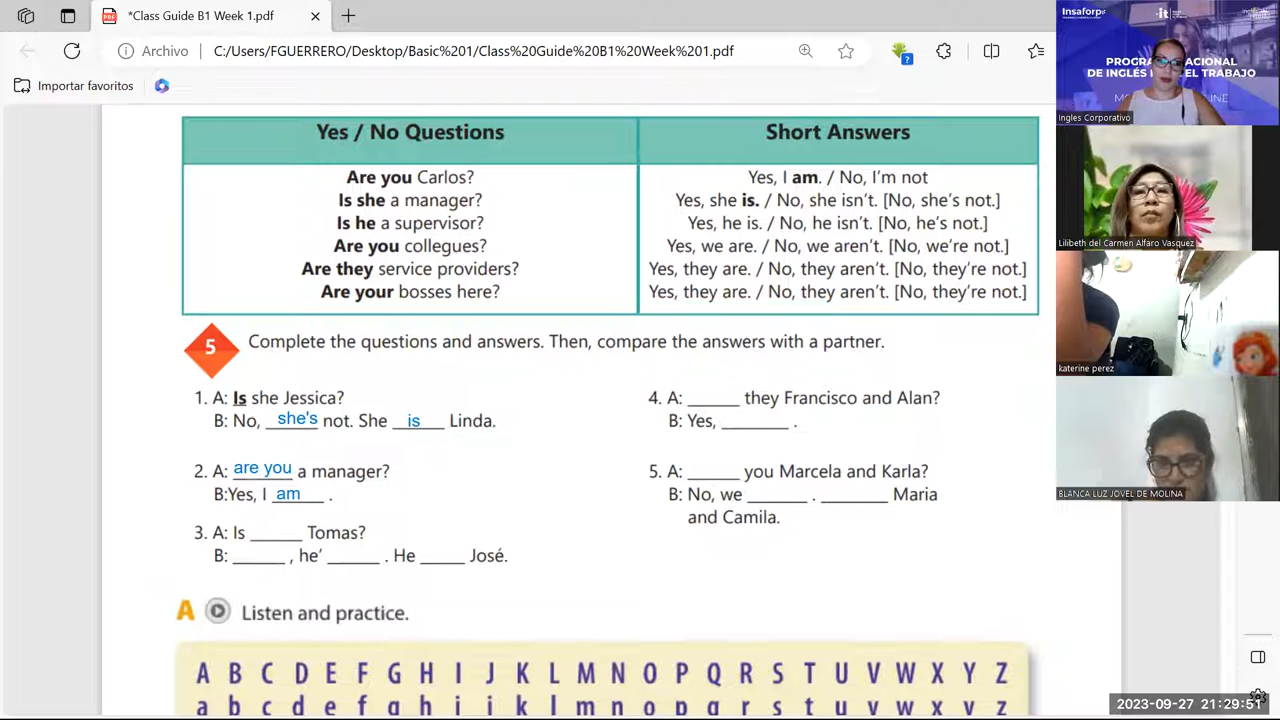 *Class Guide B1 Week 1.pdf
Archivo
C:/Users/FGUERRERO/Desktop/Basic%201/Class%20Guide%20B1%20Week%201.pdf
Importar favoritos
Yes / No Questions
Short Answers
Are you Carlos?
Yes, I am. / No, I'm not
Is she a manager?
Yes, she is. / No, she isn't. [No, she's not.]
Is he a supervisor?
Yes, he is. / No, he isn't. [No, he's not.]
Are you collegues?
Yes, we are. / No, we aren't. [No, we're not.]
Are they service providers?
Yes, they are. / No, they aren't. [No, they're not.]
Are your bosses here?
Yes, they are. / No, they aren't. [No, they're not.]
5
Complete the questions and answers. Then, compare the answers with a partner.
1. A: Is she Jessica?
B: No, she's not. She is Linda.
2. A: are you a manager?
B:Yes, I am .
3. A: Is ______ Tomas?
B: ______ , he' ______ . He _____ José.
4. A: ______ they Francisco and Alan?
B: Yes, ________ .
5. A: ______ you Marcela and Karla?
B: No, we _______ . ________ Maria
and Camila.
A
Listen and practice.
A B C D E F G H I J K L M N O P Q R S T U V W X Y Z
a b c d e f g h i j k l m n o p q r s t u v w x y z
Insaforp
it
DE INGLÉS
EL TRABAJO
Ingles Corporativo
Lilibeth del Carmen Alfaro Vasquez
katerine perez
BLANCA LUZ JOVEL DE MOLINA
2023-09-27 21:29:51